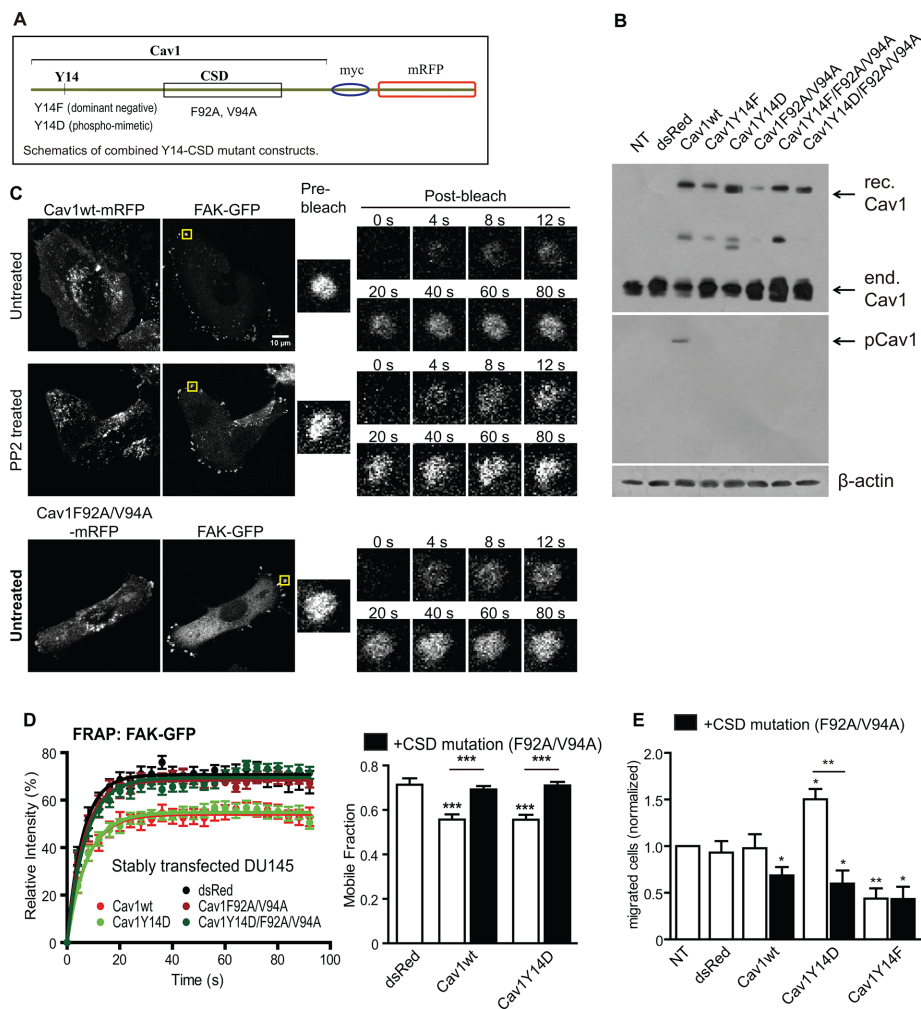 A
Cav1
Y14
CSD
myc
mRFP
Y14F (dominant negative)
F92A, V94A
Y14D (phospho-mimetic)
Schematics of combined Y14-CSD mutant constructs.
B
NT
dsRed
Cav1wt
Cav1Y14F
Cav1Y14D
Cav1F92A/V94A
Cav1Y14F/F92A/V94A
Cav1Y14D/F92A/V94A
rec.
Cav1
end.
Cav1
pCav1
β-actin
C
Cav1wt-mRFP
FAK-GFP
Pre-
bleach
Post-bleach
0 s 4 s 8 s 12 s
Untreated
20 s 40 s 60 s 80 s
10 µm
0 s 4 s 8 s 12 s
PP2 treated
20 s 40 s 60 s 80 s
Cav1F92A/V94A
-mRFP
FAK-GFP
0 s 4 s 8 s 12 s
Untreated
20 s 40 s 60 s 80 s
D
FRAP: FAK-GFP
Relative Intensity (%)
80
60
40
20
0
0 20 40 60 80 100
Time (s)
Stably transfected DU145
dsRed
Cav1wt
Cav1F92A/V94A
Cav1Y14D
Cav1Y14D/F92A/V94A
+CSD mutation (F92A/V94A)
Mobile Fraction
0.8
0.6
0.4
0.2
0
***
***
***
***
dsRed
Cav1wt
Cav1Y14D
E
+CSD mutation (F92A/V94A)
migrated cells (normalized)
2.0
1.5
1.0
0.5
0.0
**
*
*
*
**
*
NT
dsRed
Cav1wt
Cav1Y14D
Cav1Y14F